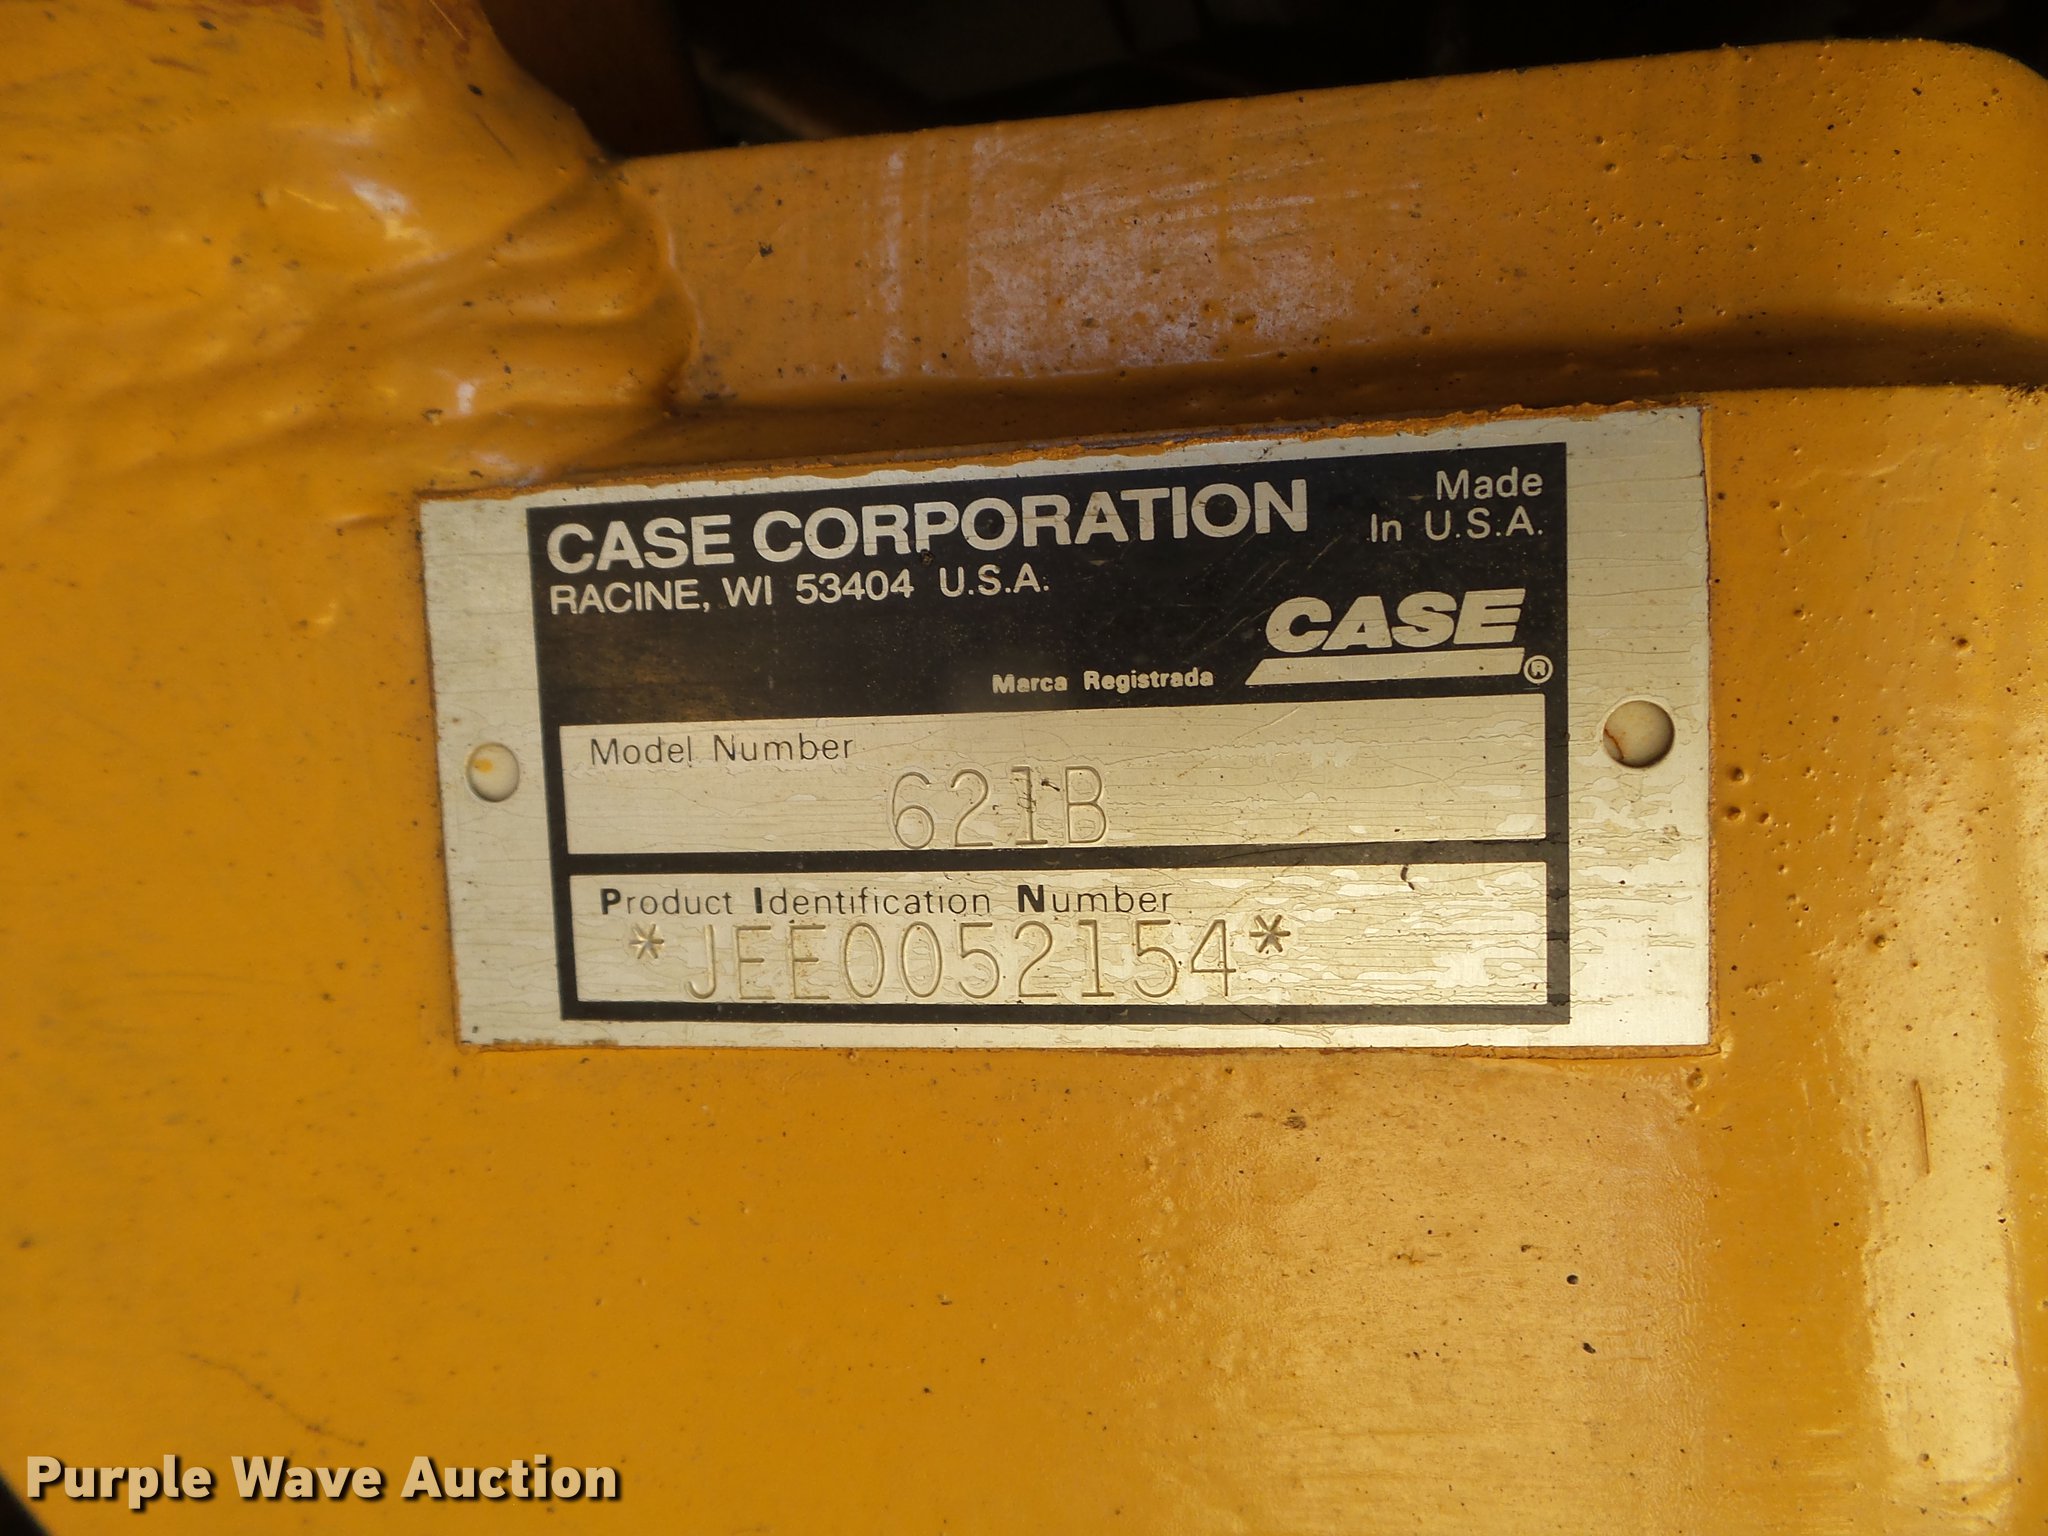 CASE CORPORATION
RACINE, WI 53404 U.S.A.
Made
In U.S.A.
CASE®
Marca Registrada
Model Number
621B
Product Identification Number
*JEE0052154*
Purple Wave Auction